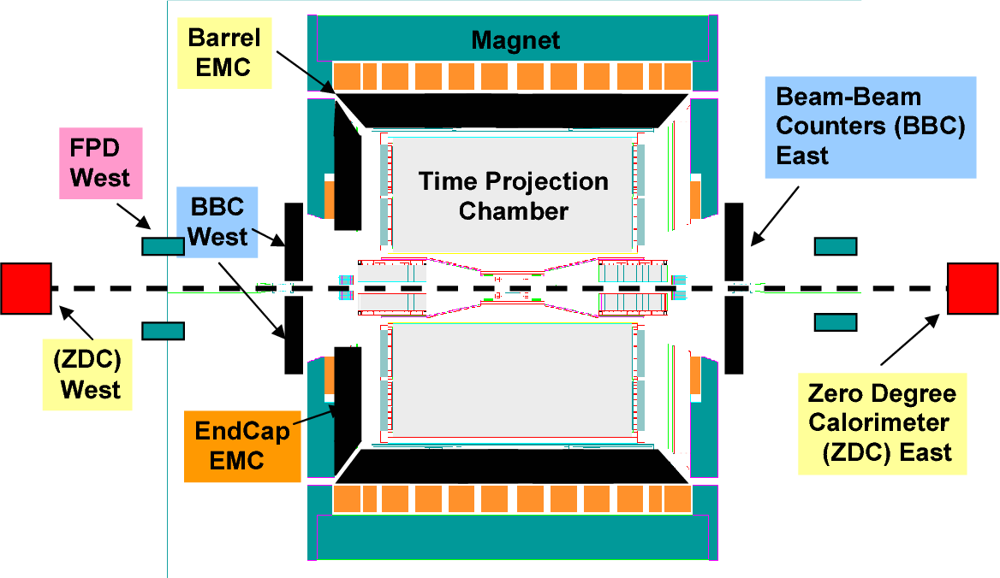 Barrel
EMC
Magnet
Beam-Beam
Counters (BBC)
East
FPD
West
BBC
West
Time Projection
Chamber
(ZDC)
West
EndCap
EMC
Zero Degree
Calorimeter
(ZDC) East